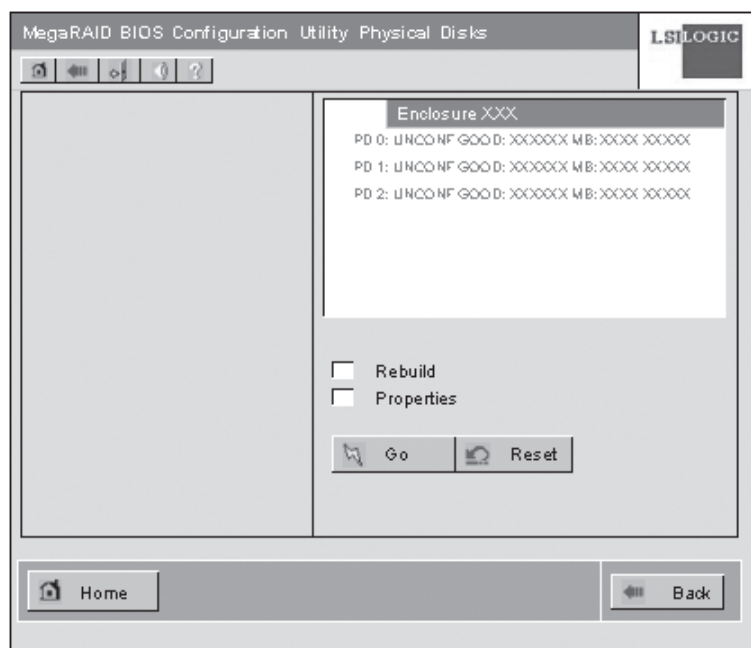 MegaRAID BIOS Configuration Utility Physical Disks
LSI LOGIC
Enclosure XXX
PD 0: UNCONF GOOD: XXXXXX MB: XXXX XXXXX
PD 1: UNCONF GOOD: XXXXXX MB: XXXX XXXXX
PD 2: UNCONF GOOD: XXXXXX MB: XXXX XXXXX
Rebuild
Properties
Go
Reset
Home
Back